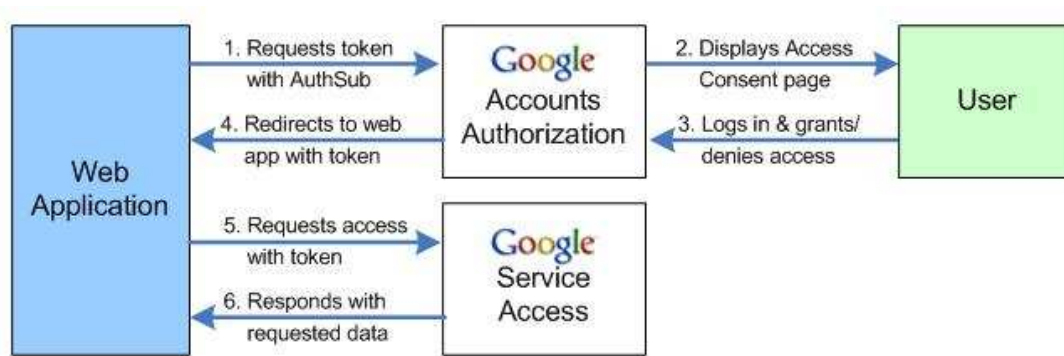 Web
Application
1. Requests token
with AuthSub
4. Redirects to web
app with token
Google
Accounts
Authorization
2. Displays Access
Consent page
3. Logs in & grants/
denies access
User
5. Requests access
with token
6. Responds with
requested data
Google
Service
Access